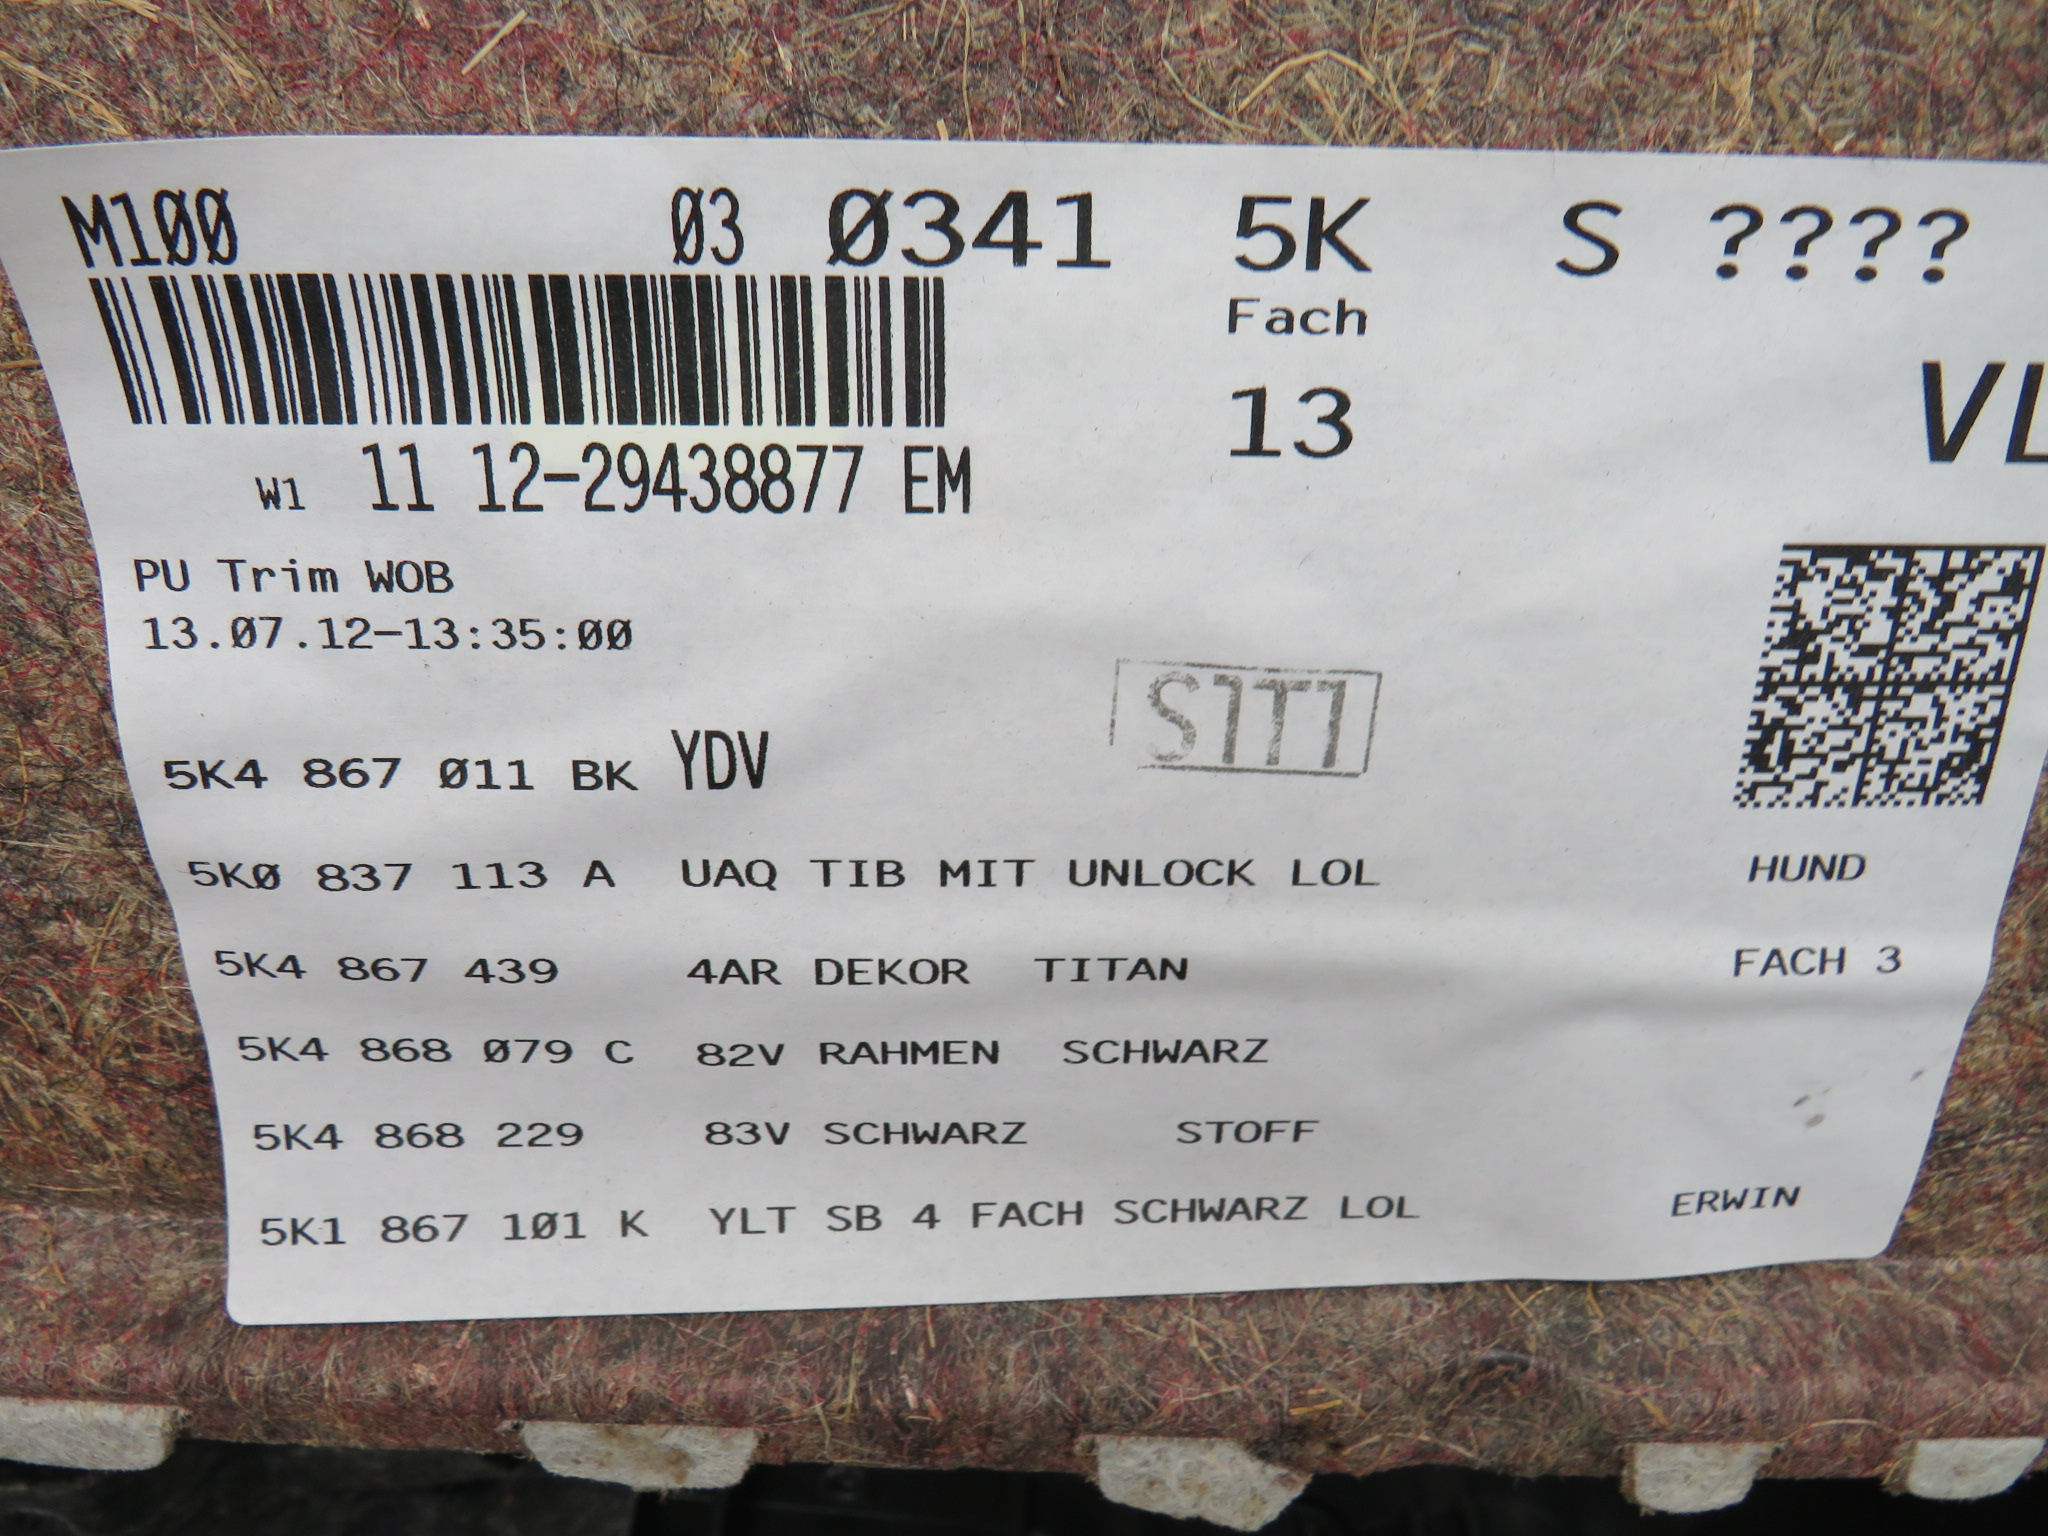 M100 03 0341 5K S ????
Fach
13 VL
W1 11 12-29438877 EM
PU Trim WOB
13.07.12-13:35:00
S1T1
5K4 867 011 BK YDV
5K0 837 113 A UAQ TIB MIT UNLOCK LOL HUND
5K4 867 439 4AR DEKOR TITAN FACH 3
5K4 868 079 C 82V RAHMEN SCHWARZ
5K4 868 229 83V SCHWARZ STOFF
5K1 867 101 K YLT SB 4 FACH SCHWARZ LOL ERWIN